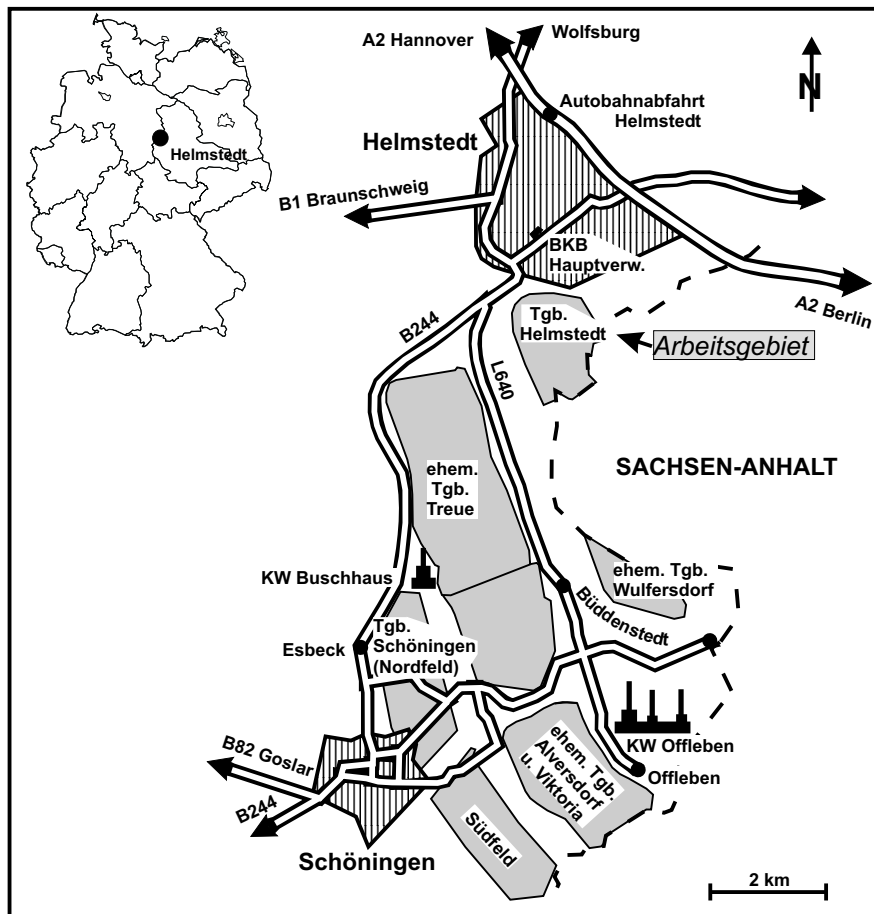 A2 Hannover
Wolfsburg
N
Autobahnabfahrt
Helmstedt
Helmstedt
Helmstedt
B1 Braunschweig
BKB
Hauptverw.
A2 Berlin
B244
Tgb.
Helmstedt
Arbeitsgebiet
L640
ehem.
Tgb.
Treue
SACHSEN-ANHALT
KW Buschhaus
ehem. Tgb.
Wulfersdorf
Büddenstedt
Esbeck
Tgb.
Schöningen
(Nordfeld)
B82 Goslar
B244
KW Offleben
Offleben
ehem. Tgb.
Alversdorf
u. Viktoria
Südfeld
Schöningen
2 km